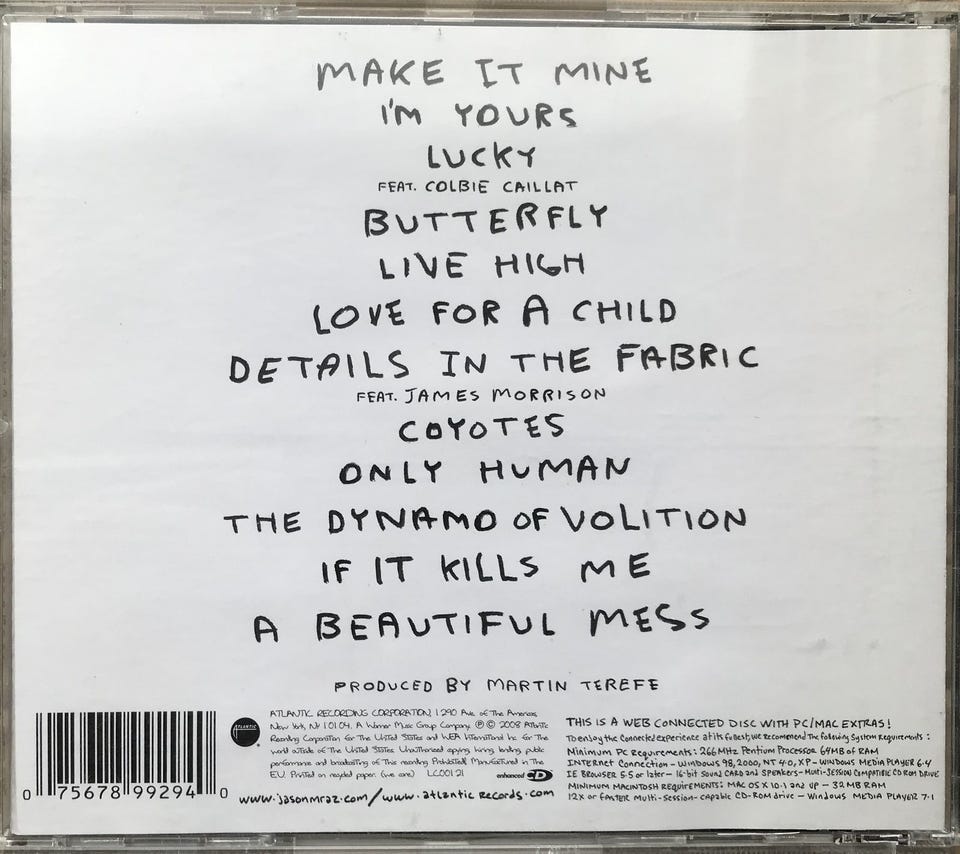 MAKE IT MINE
I'M YOURS
LUCKY
FEAT. COLBIE CAILLAT
BUTTERFLY
LIVE HIGH
LOVE FOR A CHILD
DETAILS IN THE FABRIC
FEAT. JAMES MORRISON
COYOTES
ONLY HUMAN
THE DYNAMO OF VOLITION
IF IT KILLS ME
A BEAUTIFUL MESS
PRODUCED BY MARTIN TEREFE
ATLANTIC
ATLANTIC RECORDING CORPORATION, 1290 Ave. of The Americas,
New York, NY 10104. A Warner Music Group Company. ℗ © 2008 Atlantic
Recording Corporation for The United States and WEA International Inc. for The
world outside of The United States. Unauthorized copying, hiring, lending, public
performance and broadcasting of This recording Prohibited. Manufactured in The
EU. Printed on recycled paper. (we care) LC00121
enhanced CD
0 75678 99294 0
www.jasonmraz.com/www.atlanticrecords.com
THIS IS A WEB CONNECTED DISC WITH PC/MAC EXTRAS!
To enjoy the Connected experience at its fullest, we recommend The following System Requirements:
Minimum PC Requirements: 266 MHz Pentium Processor 64MB of RAM
INTERNET Connection - Windows 98, 2000, NT 4.0, XP - WINDOWS MEDIA PLAYER 6.4
IE BROWSER 5.5 or later - 16-bit SOUND CARD and SPEAKERS - Multi-SESSION COMPATIBLE CD ROM DRIVE
MINIMUM MACINTOSH REQUIREMENTS: MAC OS X 10.1 and UP - 32MB RAM
12X or FASTER Multi-Session-capable CD-ROM drive - Windows MEDIA PLAYER 7.1